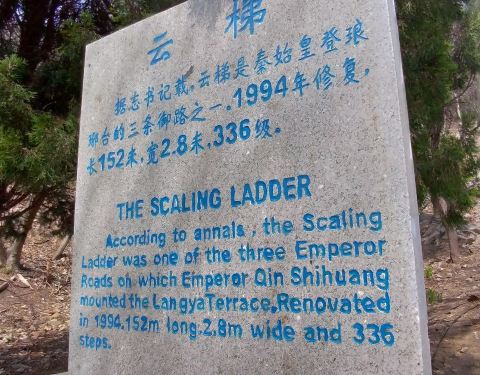 云梯
据志书记载,云梯是秦始皇登琅
琊台的三条御路之一.1994年修复,
长152米,宽2.8米,336级.
THE SCALING LADDER
According to annals, the Scaling
Ladder was one of the three Emperor
Roads on which Emperor Qin Shihuang
mounted the Langya Terrace.Renovated
in 1994.152m long.2.8m wide and 336
steps.